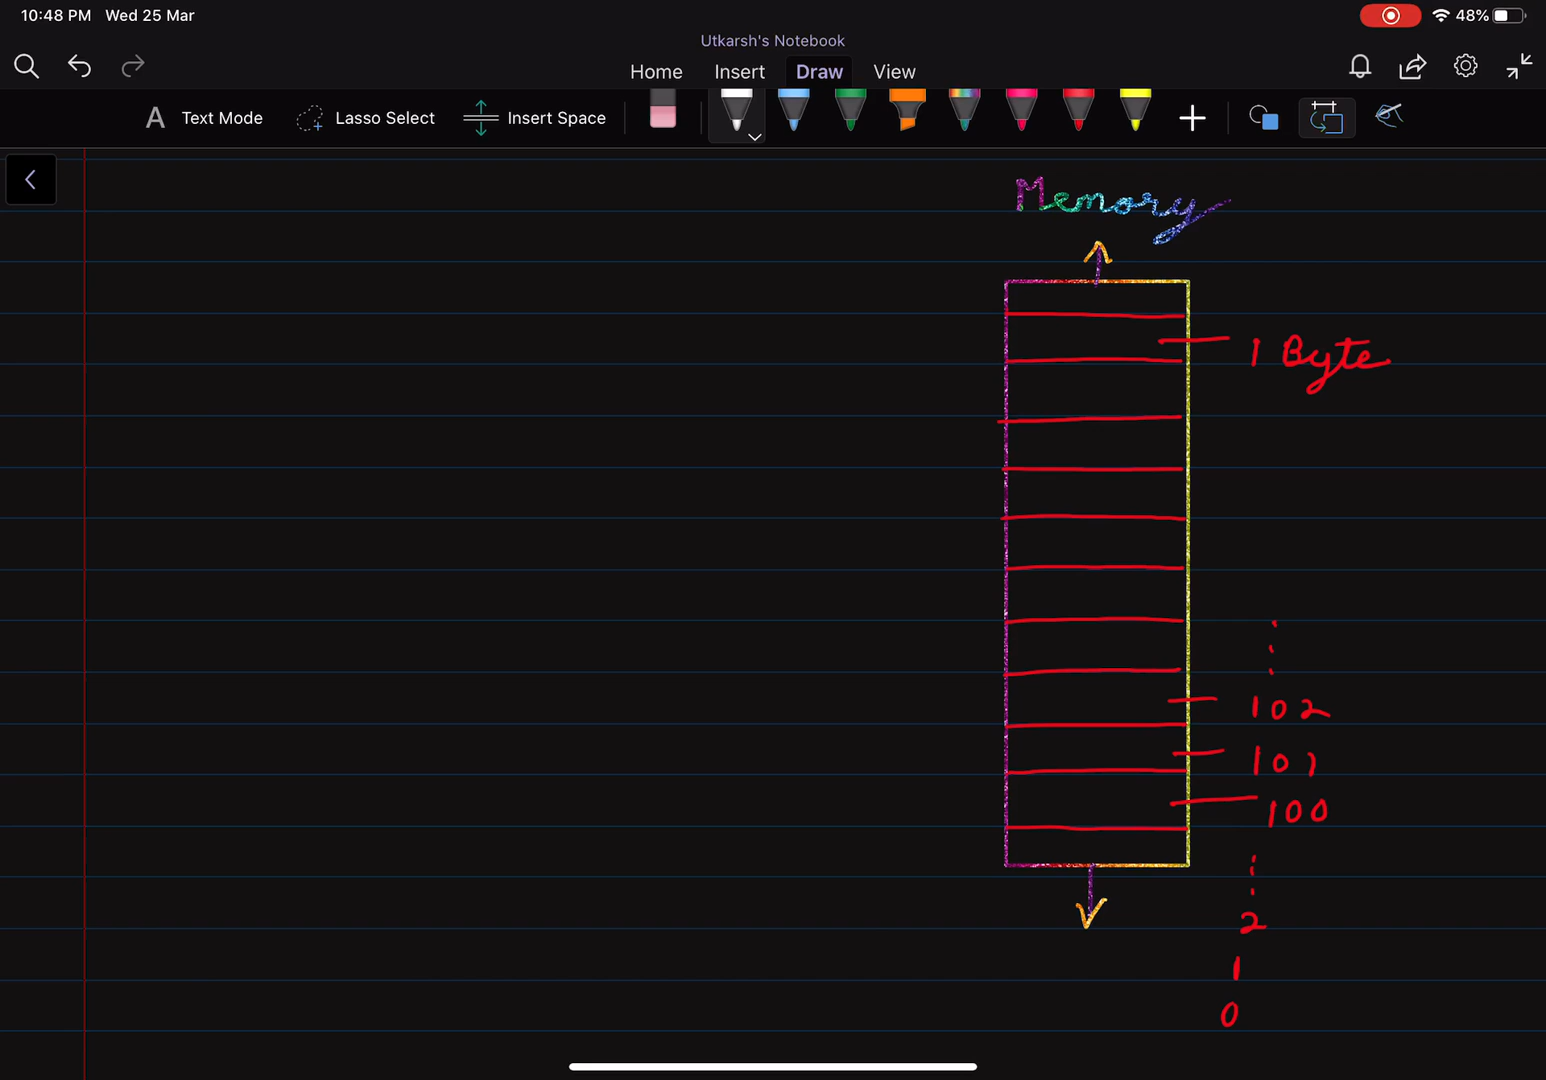 10:48 PM Wed 25 Mar
48%
Utkarsh's Notebook
Home Insert Draw View
A Text Mode Lasso Select Insert Space
Memory
1 Byte
102
101
100
2
1
0